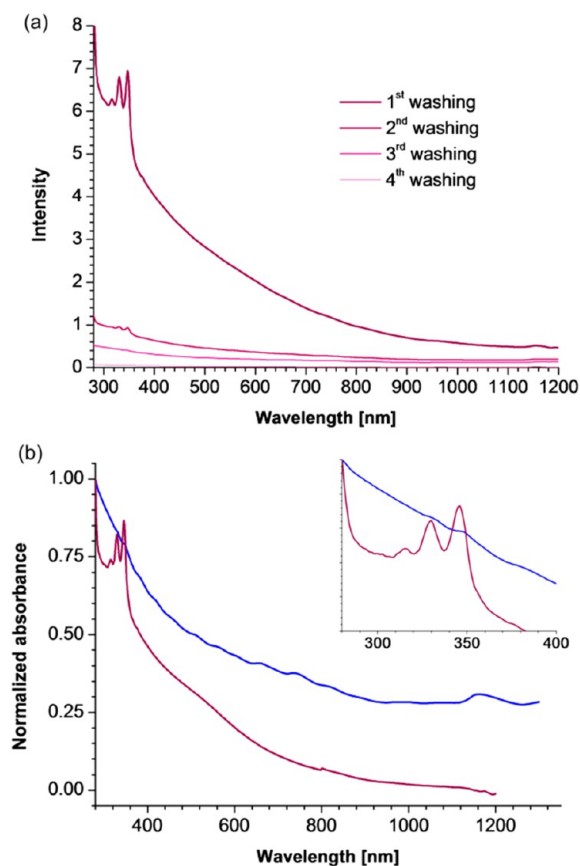 (a)
8
7
6
5
4
3
2
1
0
Intensity
1st washing
2nd washing
3rd washing
4th washing
300 400 500 600 700 800 900 1000 1100 1200
Wavelength [nm]
(b)
1.00
0.75
0.50
0.25
0.00
Normalized absorbance
300 350 400
400 600 800 1000 1200
Wavelength [nm]